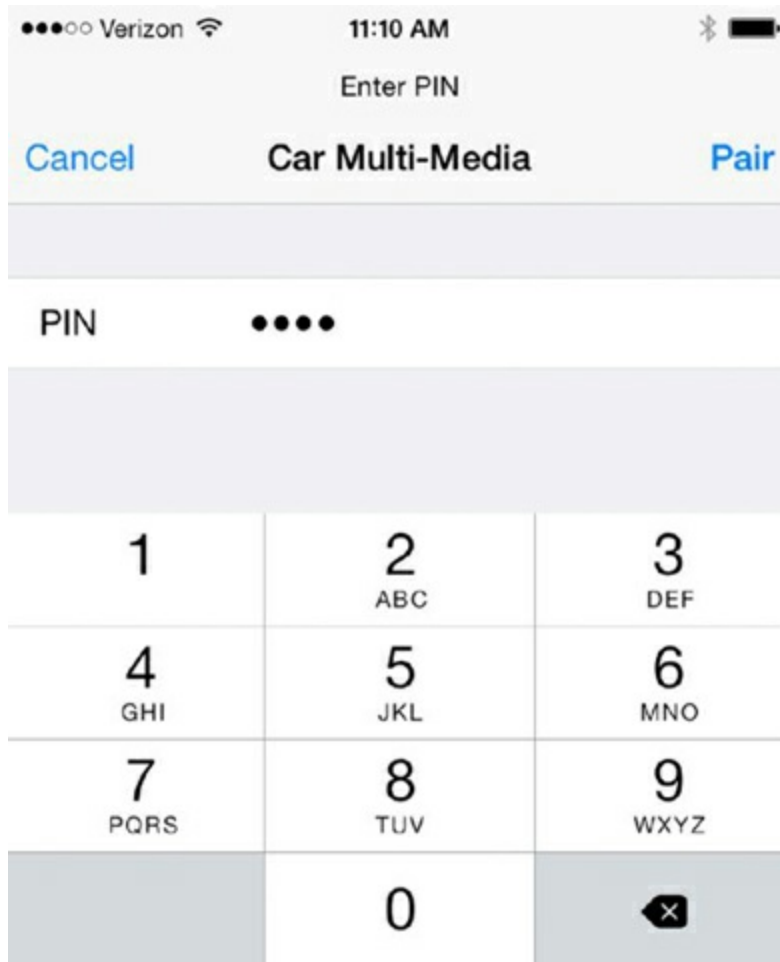 Verizon 11:10 AM
Enter PIN
Cancel Car Multi-Media Pair
PIN ••••
1 2 3
ABC DEF
4 5 6
GHI JKL MNO
7 8 9
PQRS TUV WXYZ
0